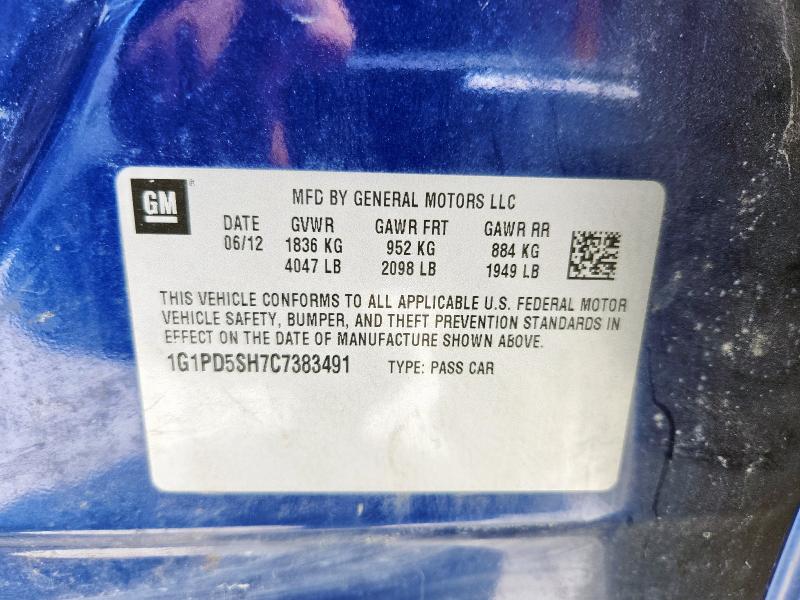 GM
MFD BY GENERAL MOTORS LLC
DATE GVWR GAWR FRT GAWR RR
06/12 1836 KG 952 KG 884 KG
4047 LB 2098 LB 1949 LB
THIS VEHICLE CONFORMS TO ALL APPLICABLE U.S. FEDERAL MOTOR
VEHICLE SAFETY, BUMPER, AND THEFT PREVENTION STANDARDS IN
EFFECT ON THE DATE OF MANUFACTURE SHOWN ABOVE.
1G1PD5SH7C7383491 TYPE: PASS CAR